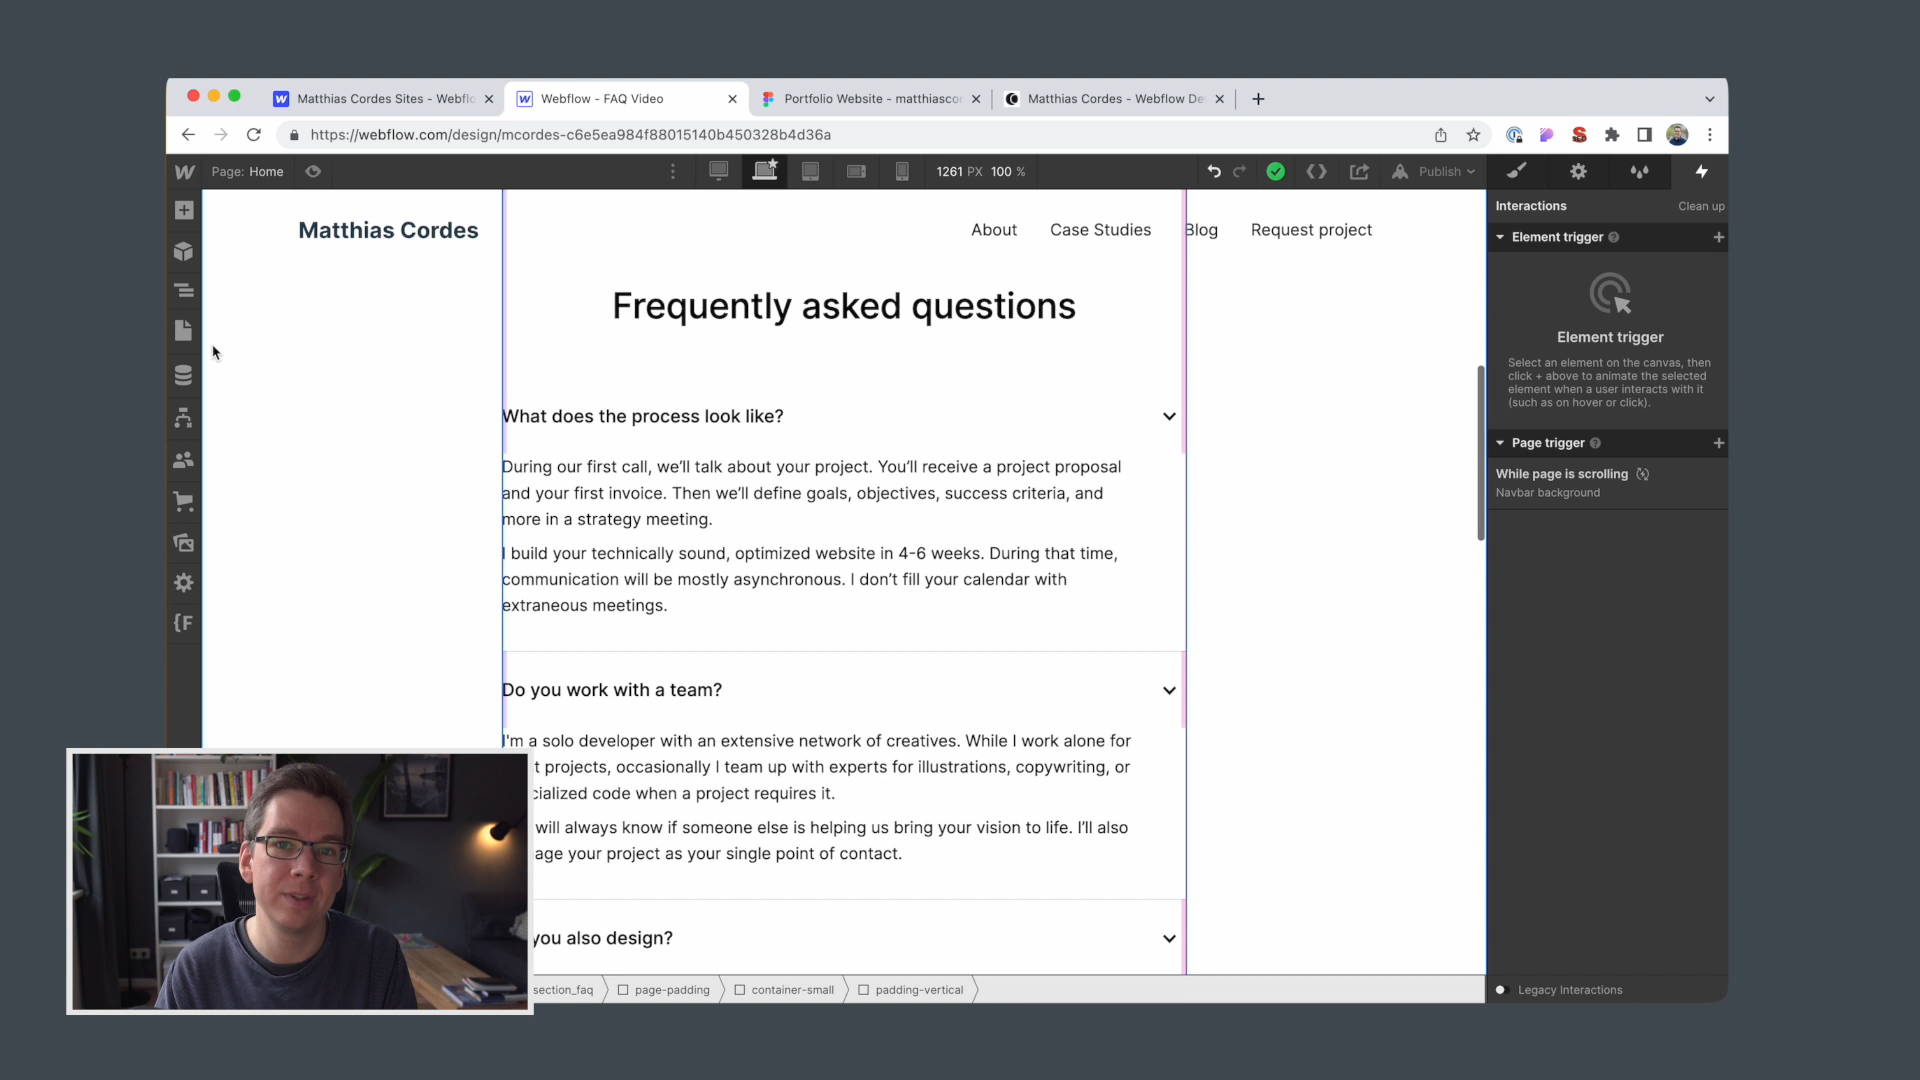 Matthias Cordes Sites - Webflo
Webflow - FAQ Video
Portfolio Website - matthiascor
Matthias Cordes - Webflow De
https://webflow.com/design/mcordes-c6e5ea984f88015140b450328b4d36a
Page: Home
1261 PX 100 %
Publish
Matthias Cordes
About
Case Studies
Blog
Request project
Frequently asked questions
What does the process look like?
During our first call, we’ll talk about your project. You’ll receive a project proposal
and your first invoice. Then we’ll define goals, objectives, success criteria, and
more in a strategy meeting.
I build your technically sound, optimized website in 4-6 weeks. During that time,
communication will be mostly asynchronous. I don’t fill your calendar with
extraneous meetings.
Do you work with a team?
I'm a solo developer with an extensive network of creatives. While I work alone for
t projects, occasionally I team up with experts for illustrations, copywriting, or
cialized code when a project requires it.
will always know if someone else is helping us bring your vision to life. I’ll also
age your project as your single point of contact.
you also design?
section_faq
page-padding
container-small
padding-vertical
Interactions
Clean up
Element trigger
Element trigger
Select an element on the canvas, then
click + above to animate the selected
element when a user interacts with it
(such as on hover or click).
Page trigger
While page is scrolling
Navbar background
Legacy Interactions